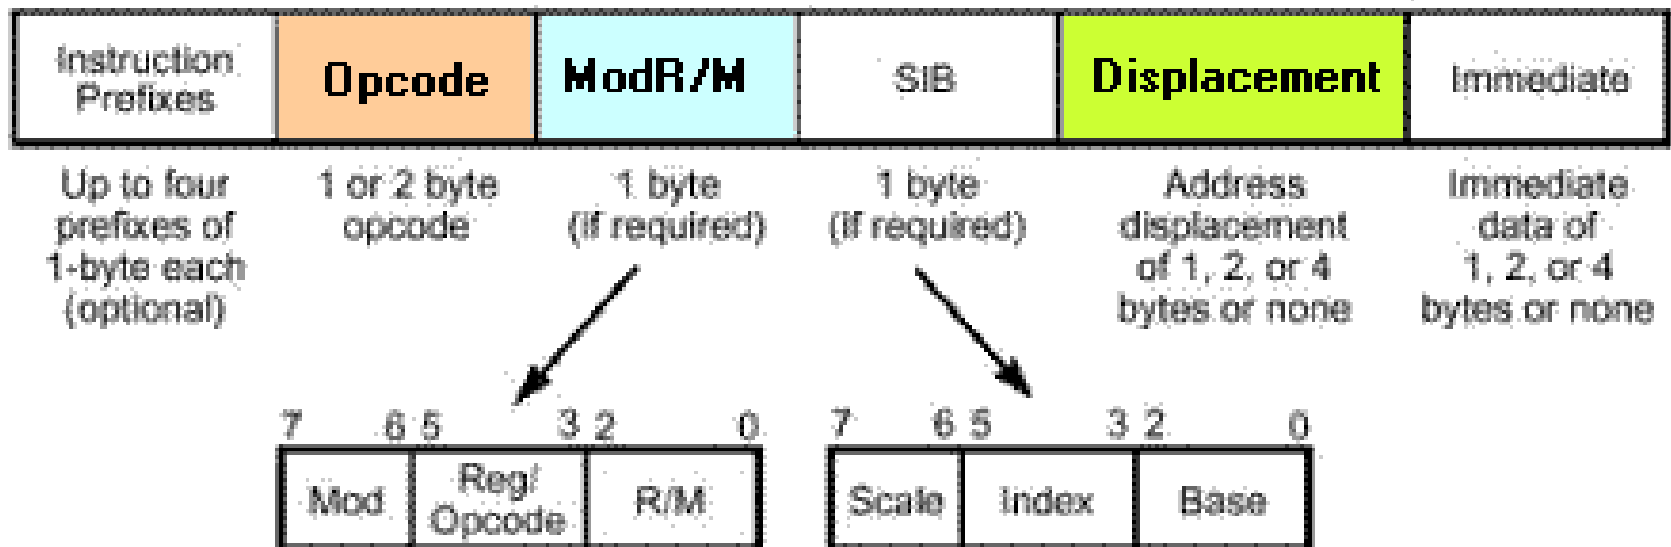 Instruction
Prefixes
Opcode
ModR/M
SIB
Displacement
Immediate
Up to four
prefixes of
1-byte each
(optional)
1 or 2 byte
opcode
1 byte
(if required)
1 byte
(if required)
Address
displacement
of 1, 2, or 4
bytes or none
Immediate
data of
1, 2, or 4
bytes or none
7 6 5 3 2 0
Mod
Reg/
Opcode
R/M
7 6 5 3 2 0
Scale
Index
Base